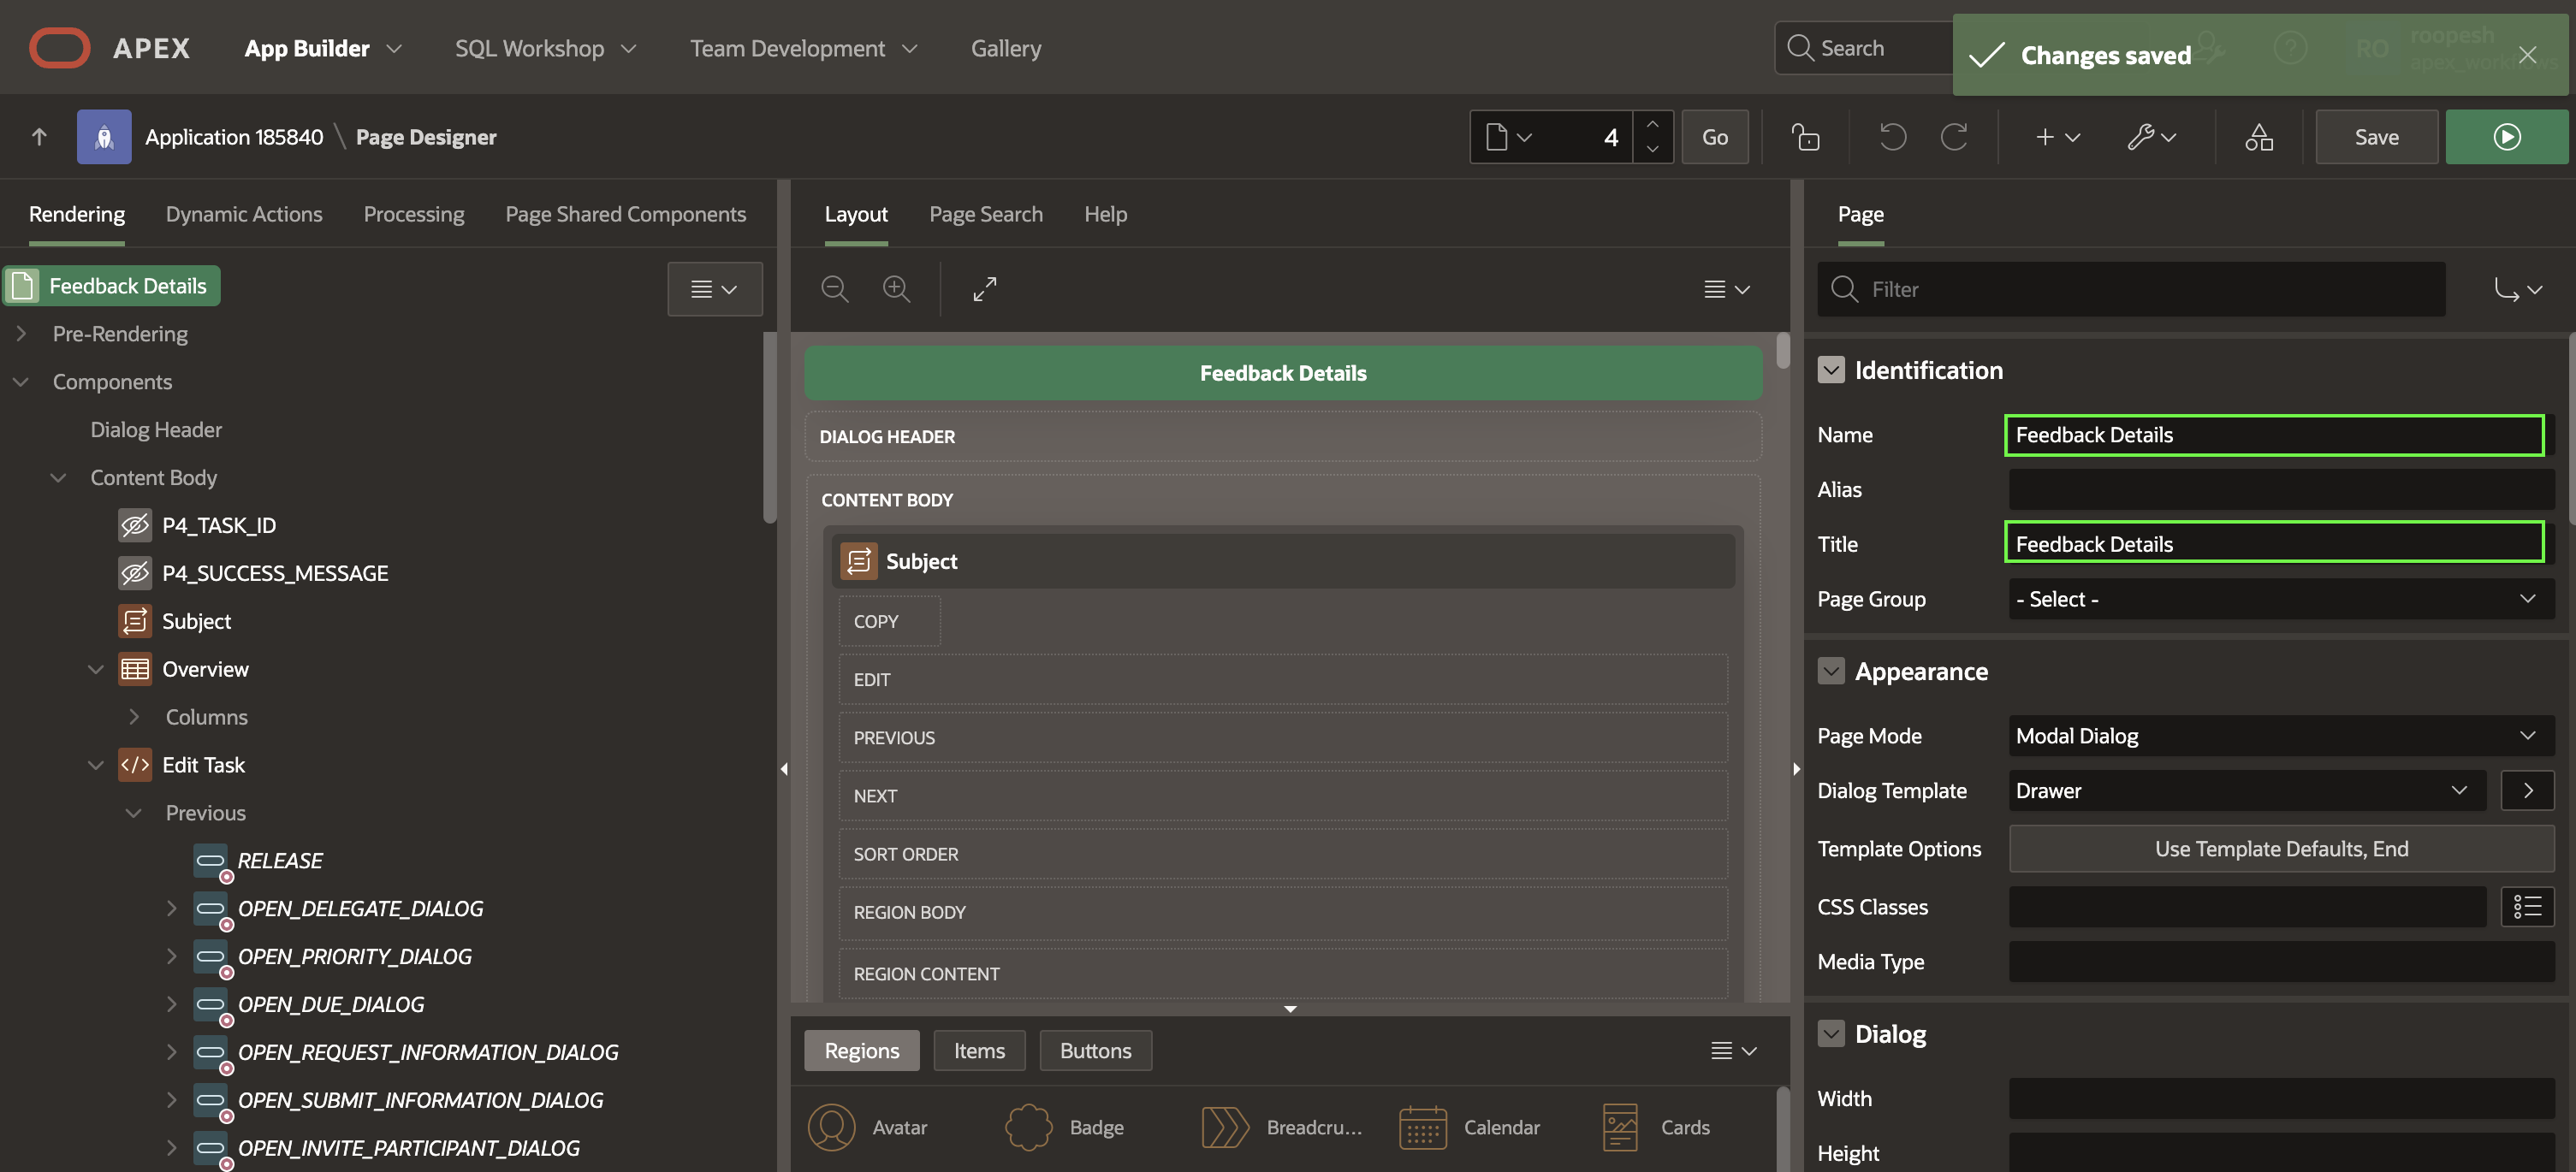 APEX App Builder SQL Workshop Team Development Gallery Search Changes saved RO roopesh
apex_workflows
Application 185840 \ Page Designer 4 Go Save
Rendering Dynamic Actions Processing Page Shared Components
Feedback Details
Pre-Rendering
Components
Dialog Header
Content Body
P4_TASK_ID
P4_SUCCESS_MESSAGE
Subject
Overview
Columns
Edit Task
Previous
RELEASE
OPEN_DELEGATE_DIALOG
OPEN_PRIORITY_DIALOG
OPEN_DUE_DIALOG
OPEN_REQUEST_INFORMATION_DIALOG
OPEN_SUBMIT_INFORMATION_DIALOG
OPEN_INVITE_PARTICIPANT_DIALOG
Layout Page Search Help
Feedback Details
DIALOG HEADER
CONTENT BODY
Subject
COPY
EDIT
PREVIOUS
NEXT
SORT ORDER
REGION BODY
REGION CONTENT
Regions Items Buttons
Avatar Badge Breadcru... Calendar Cards
Page
Filter
Identification
Name Feedback Details
Alias
Title Feedback Details
Page Group - Select -
Appearance
Page Mode Modal Dialog
Dialog Template Drawer
Template Options Use Template Defaults, End
CSS Classes
Media Type
Dialog
Width
Height